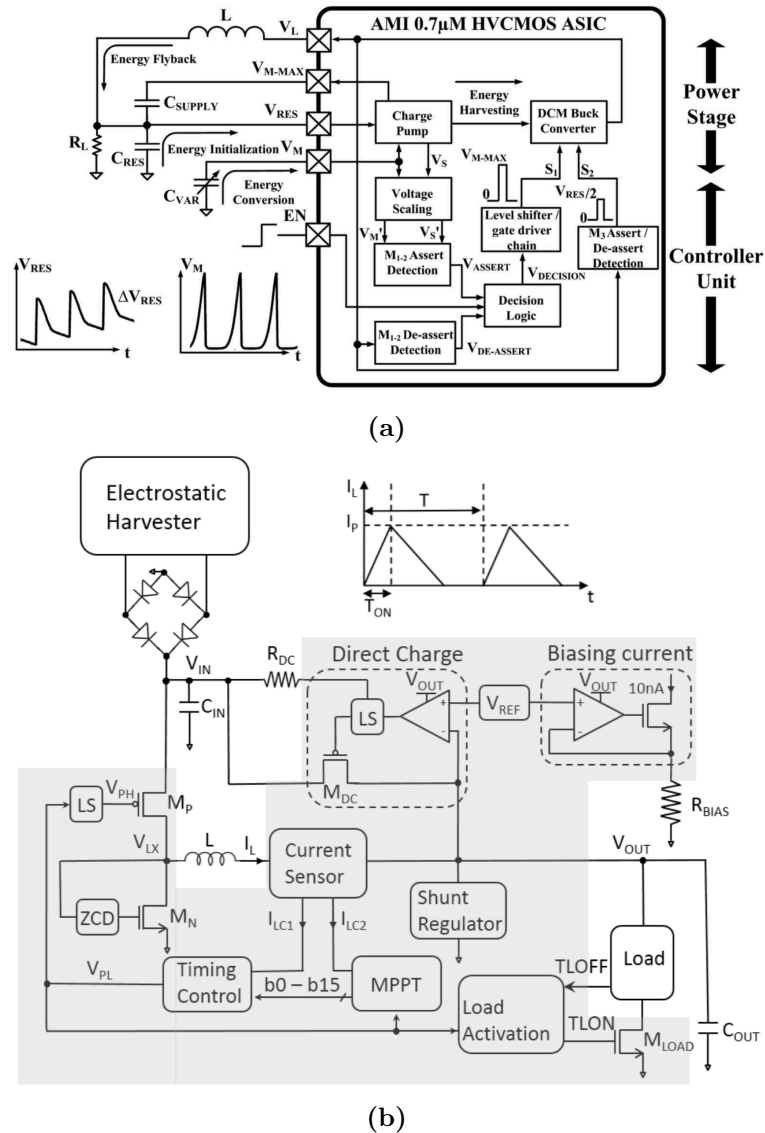 AMI 0.7µM HVCMOS ASIC
L
V_L
Energy Flyback
V_M-MAX
C_SUPPLY
V_RES
R_L
C_RES
Energy Initialization
V_M
C_VAR
Energy
Conversion
EN
Charge
Pump
Energy
Harvesting
DCM Buck
Converter
V_S
Voltage
Scaling
V_M'
V_S'
V_M-MAX
0
S_1
S_2
V_RES/2
0
Level shifter /
gate driver
chain
M_3 Assert /
De-assert
Detection
M_1-2 Assert
Detection
V_ASSERT
V_DECISION
Decision
Logic
M_1-2 De-assert
Detection
V_DE-ASSERT
Power
Stage
Controller
Unit
V_RES
ΔV_RES
t
V_M
t
(a)
Electrostatic
Harvester
I_L
T
I_P
T_ON
t
V_IN
R_DC
C_IN
Direct Charge
V_OUT
LS
+
-
M_DC
V_REF
Biasing current
V_OUT
10nA
+
-
R_BIAS
LS
V_PH
M_P
V_LX
L
I_L
Current
Sensor
V_OUT
ZCD
M_N
I_LC1
I_LC2
Shunt
Regulator
V_PL
Timing
Control
b0 – b15
MPPT
Load
Activation
TLOFF
Load
TLON
M_LOAD
C_OUT
(b)